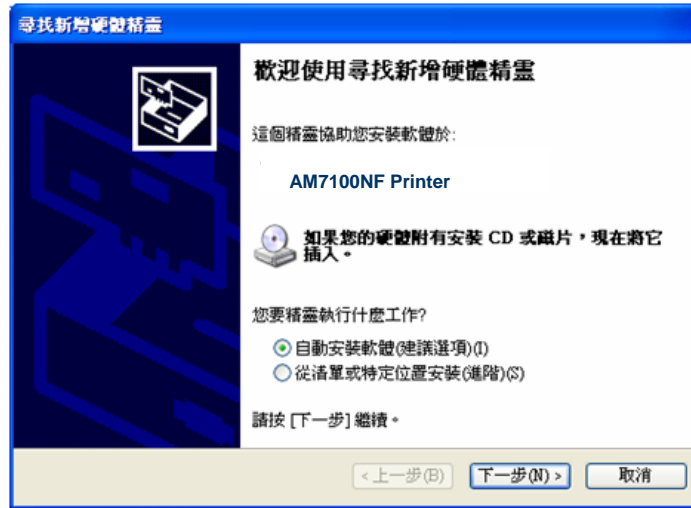 尋找新增硬體精靈
歡迎使用尋找新增硬體精靈
這個精靈協助您安裝軟體於:
AM7100NF Printer
如果您的硬體附有安裝 CD 或磁片，現在將它
插入。
您要精靈執行什麼工作?
自動安裝軟體(建議選項)(I)
從清單或特定位置安裝(進階)(S)
請按 [下一步] 繼續。
< 上一步(B)
下一步(N) >
取消